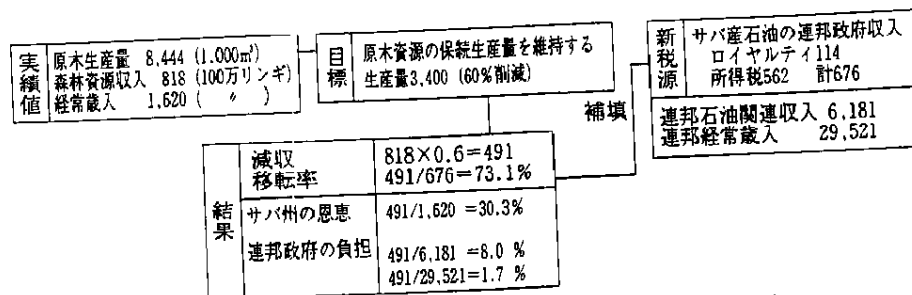 実績値
原木生産量 8,444 (1,000㎥)
森林資源収入 818 (100万リンギ)
経常歳入 1,620 ( 〃 )
目標
原木資源の保続生産量を維持する
生産量3,400 (60%削減)
新税源
サバ産石油の連邦政府収入
ロイヤルティ114
所得税562 計676
連邦石油関連収入 6,181
連邦経常歳入 29,521
補填
結果
減収 818×0.6=491
移転率 491/676=73.1%
サバ州の恩恵 491/1,620 =30.3%
連邦政府の負担 491/6,181=8.0 %
491/29,521=1.7 %